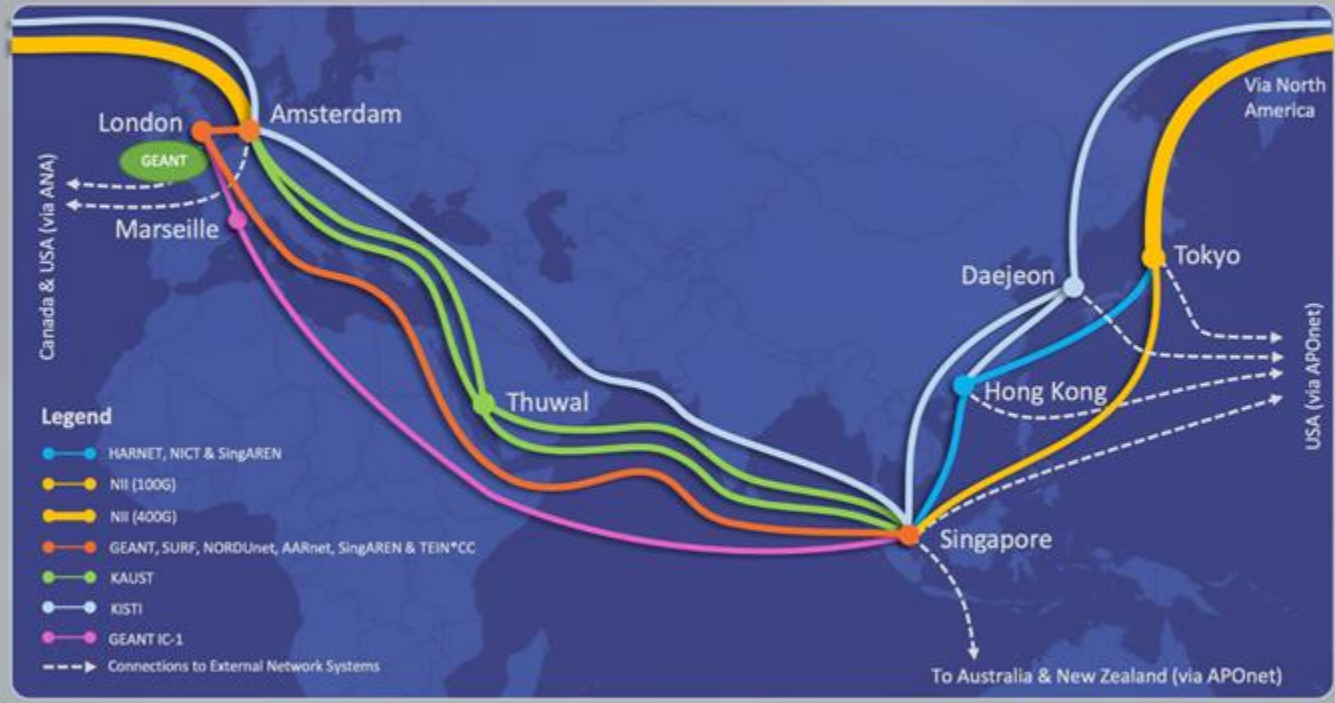 Via North
America
London
Amsterdam
GEANT
Canada & USA (via ANA)
Marseille
Tokyo
Daejeon
Hong Kong
Thuwal
USA (via APOnet)
Singapore
To Australia & New Zealand (via APOnet)
Legend
HARNET, NICT & SingAREN
NII (100G)
NII (400G)
GEANT, SURF, NORDUnet, AARnet, SingAREN & TEIN*CC
KAUST
KISTI
GEANT IC-1
Connections to External Network Systems